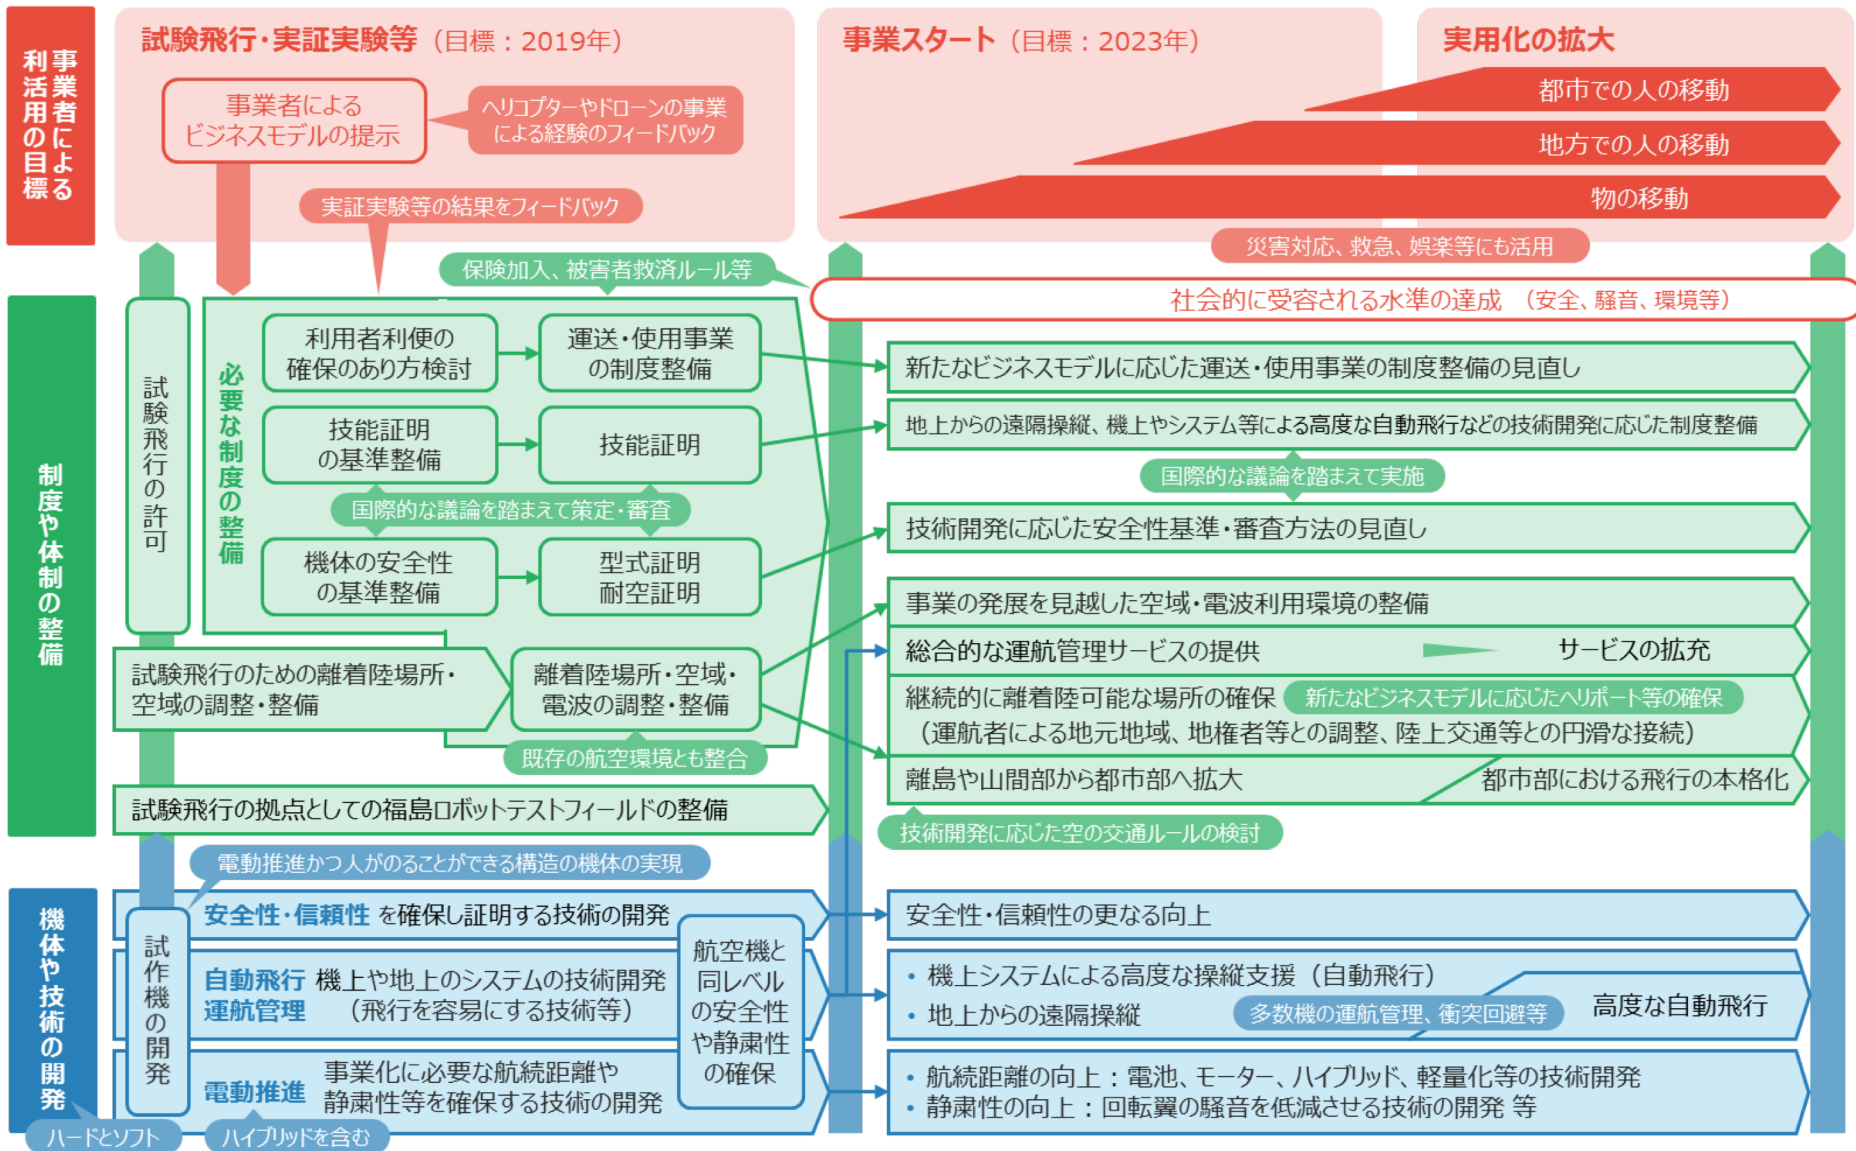 事業者による
利活用の目標
試験飛行・実証実験等（目標：2019年）
事業者による
ビジネスモデルの提示
ヘリコプターやドローンの事業
による経験のフィードバック
実証実験等の結果をフィードバック
事業スタート（目標：2023年）
実用化の拡大
都市での人の移動
地方での人の移動
物の移動
災害対応、救急、娯楽等にも活用
制度や体制の整備
試験飛行の許可
保険加入、被害者救済ルール等
社会的に受容される水準の達成 （安全、騒音、環境等）
必要な制度の整備
利用者利便の
確保のあり方検討
運送・使用事業
の制度整備
技能証明
の基準整備
技能証明
国際的な議論を踏まえて策定・審査
機体の安全性
の基準整備
型式証明
耐空証明
試験飛行のための離着陸場所・
空域の調整・整備
離着陸場所・空域・
電波の調整・整備
既存の航空環境とも整合
試験飛行の拠点としての福島ロボットテストフィールドの整備
新たなビジネスモデルに応じた運送・使用事業の制度整備の見直し
地上からの遠隔操縦、機上やシステム等による高度な自動飛行などの技術開発に応じた制度整備
国際的な議論を踏まえて実施
技術開発に応じた安全性基準・審査方法の見直し
事業の発展を見越した空域・電波利用環境の整備
総合的な運航管理サービスの提供
サービスの拡充
継続的に離着陸可能な場所の確保
新たなビジネスモデルに応じたヘリポート等の確保
（運航者による地元地域、地権者等との調整、陸上交通等との円滑な接続）
離島や山間部から都市部へ拡大
都市部における飛行の本格化
技術開発に応じた空の交通ルールの検討
機体や技術の開発
電動推進かつ人がのることができる構造の機体の実現
試作機の開発
安全性・信頼性 を確保し証明する技術の開発
自動飛行
運航管理
機上や地上のシステムの技術開発
（飛行を容易にする技術等）
電動推進
事業化に必要な航続距離や
静粛性等を確保する技術の開発
航空機と
同レベル
の安全性
や静粛性
の確保
ハードとソフト
ハイブリッドを含む
安全性・信頼性の更なる向上
・機上システムによる高度な操縦支援（自動飛行）
・地上からの遠隔操縦
多数機の運航管理、衝突回避等
高度な自動飛行
・航続距離の向上：電池、モーター、ハイブリッド、軽量化等の技術開発
・静粛性の向上：回転翼の騒音を低減させる技術の開発 等